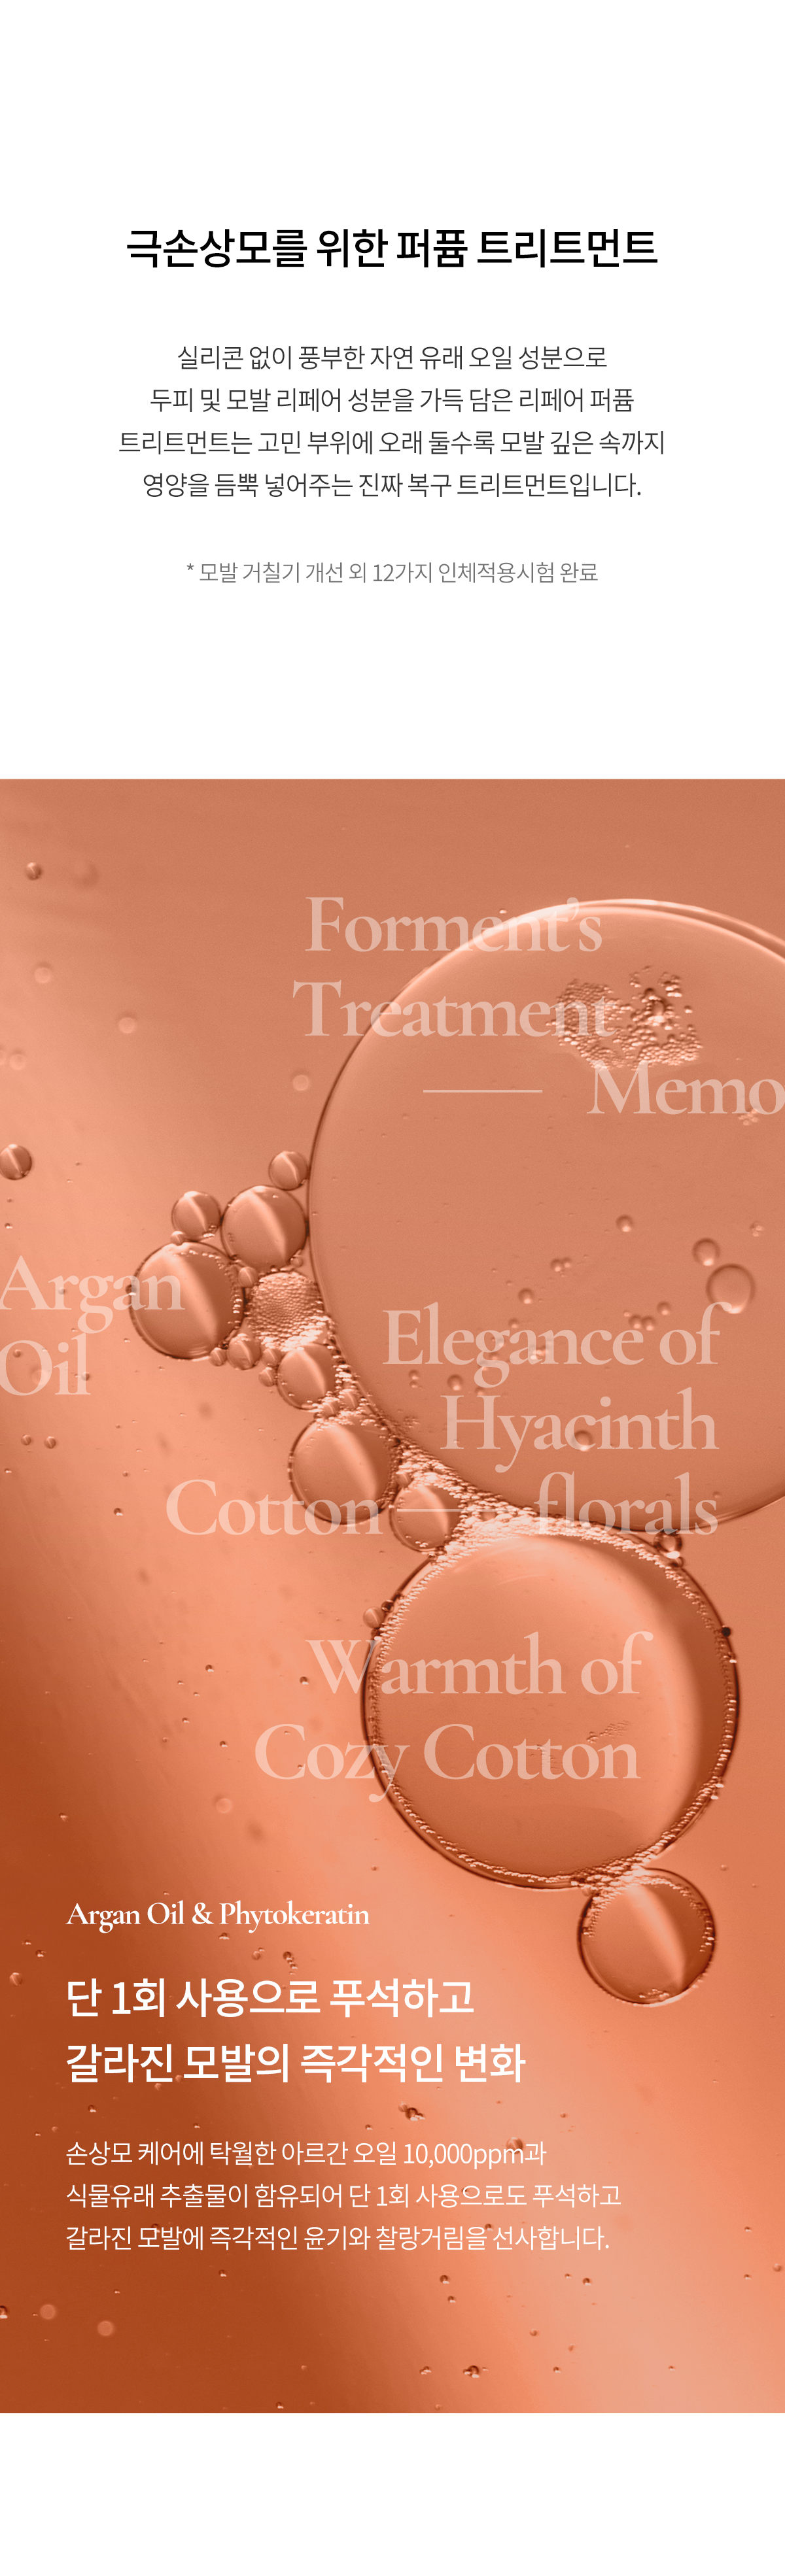 극손상모를 위한 퍼퓸 트리트먼트
실리콘 없이 풍부한 자연 유래 오일 성분으로
두피 및 모발 리페어 성분을 가득 담은 리페어 퍼퓸
트리트먼트는 고민 부위에 오래 둘수록 모발 깊은 속까지
영양을 듬뿍 넣어주는 진짜 복구 트리트먼트입니다.
* 모발 거칠기 개선 외 12가지 인체적용시험 완료
Forment’s
Treatment
Memo
Argan
Oil
Elegance of
Hyacinth
Cotton florals
Warmth of
Cozy Cotton
Argan Oil & Phytokeratin
단 1회 사용으로 푸석하고
갈라진 모발의 즉각적인 변화
손상모 케어에 탁월한 아르간 오일 10,000ppm과
식물유래 추출물이 함유되어 단 1회 사용으로도 푸석하고
갈라진 모발에 즉각적인 윤기와 찰랑거림을 선사합니다.